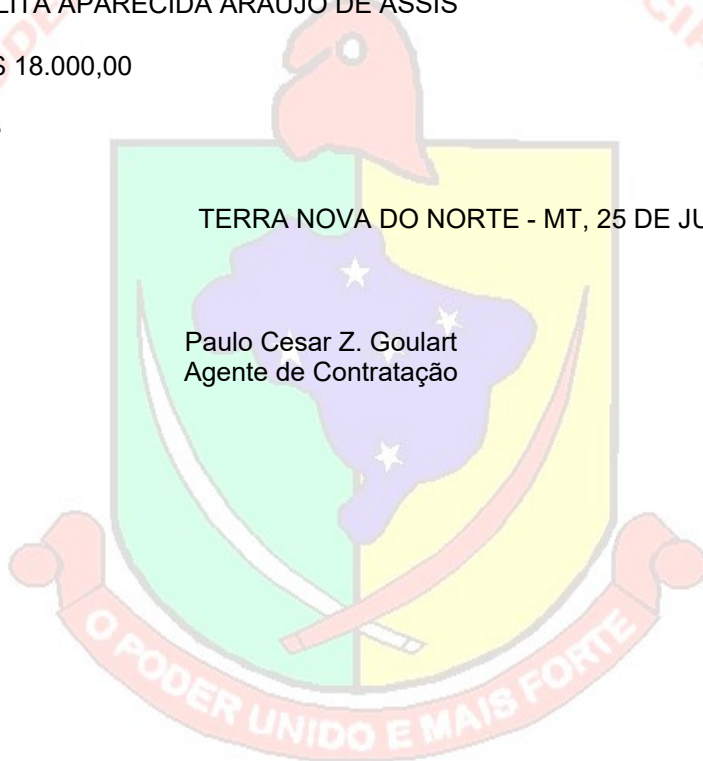 LITA APARECIDA ARAUJO DE ASSIS
18.000,00
TERRA NOVA DO NORTE - MT, 25 DE
Paulo Cesar Z. Goulart
Agente de Contratação
O PODER UNIDO E MAIS FORTE